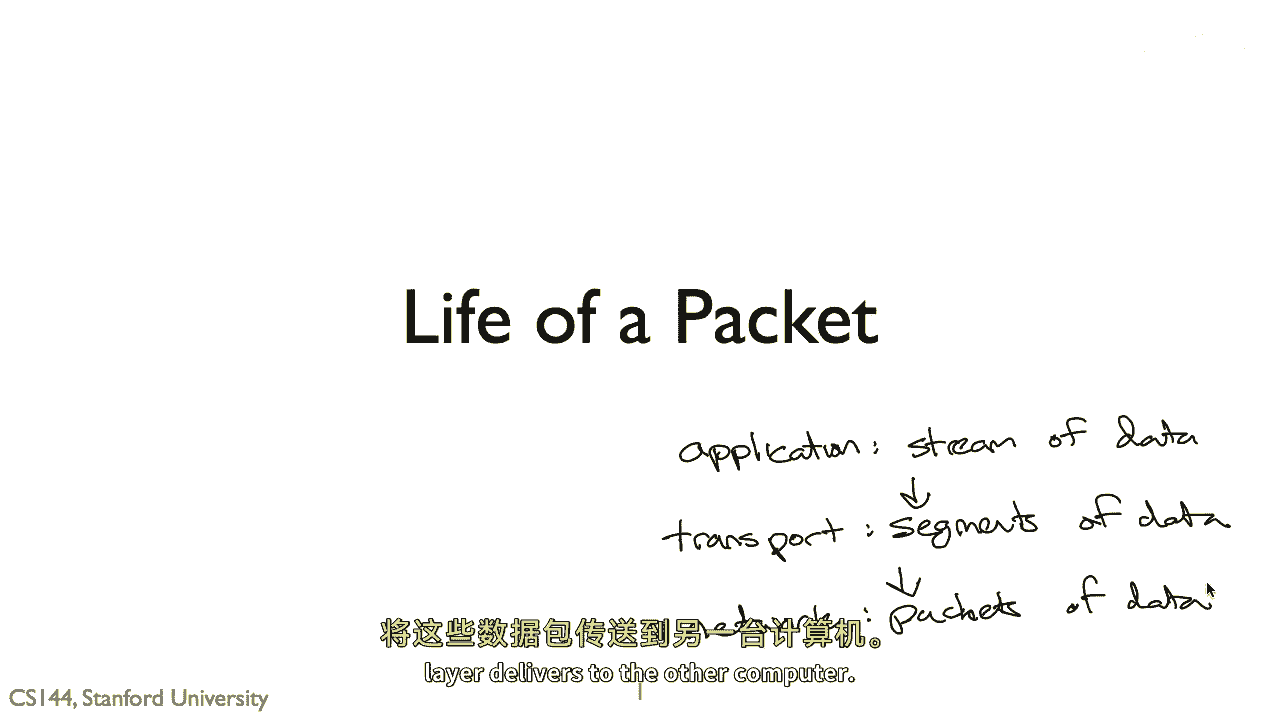 Life of a Packet
application: stream of data
↓
transport: segments of data
↓
network: packets of data
将这些数据包传送到另一台计算机。
layer delivers to the other computer.
CS144, Stanford University
1